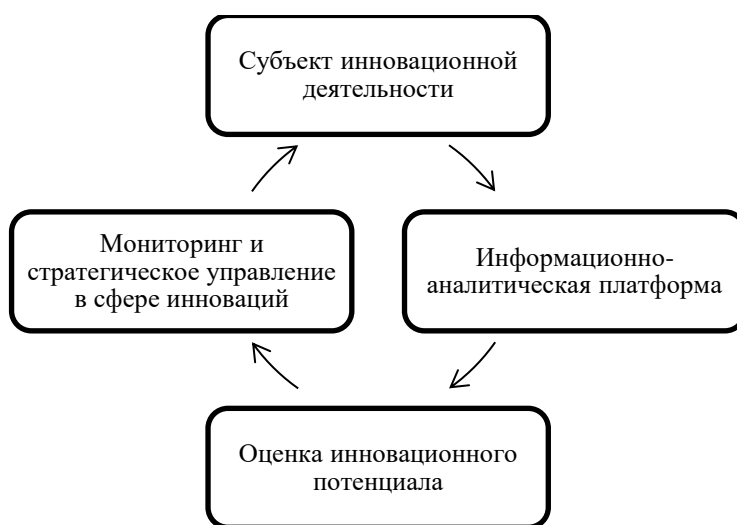 Субъект инновационной
деятельности
Мониторинг и
стратегическое управление
в сфере инноваций
Информационно-
аналитическая платформа
Оценка инновационного
потенциала